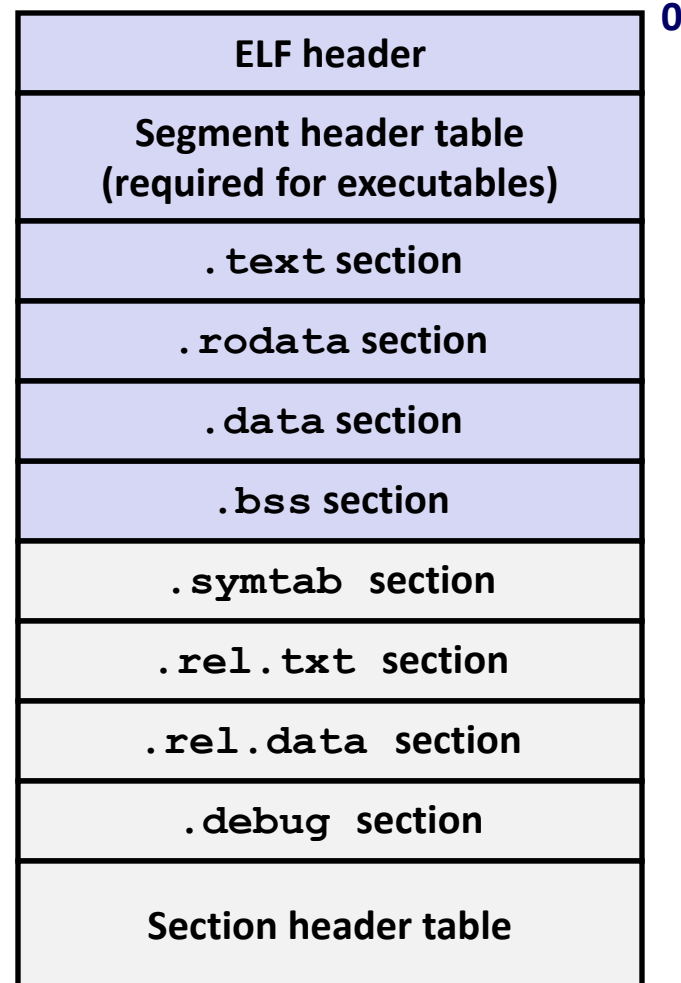 0
ELF header
Segment header table
(required for executables)
.text section
.rodata section
.data section
.bss section
.symtab section
.rel.txt section
.rel.data section
.debug section
Section header table